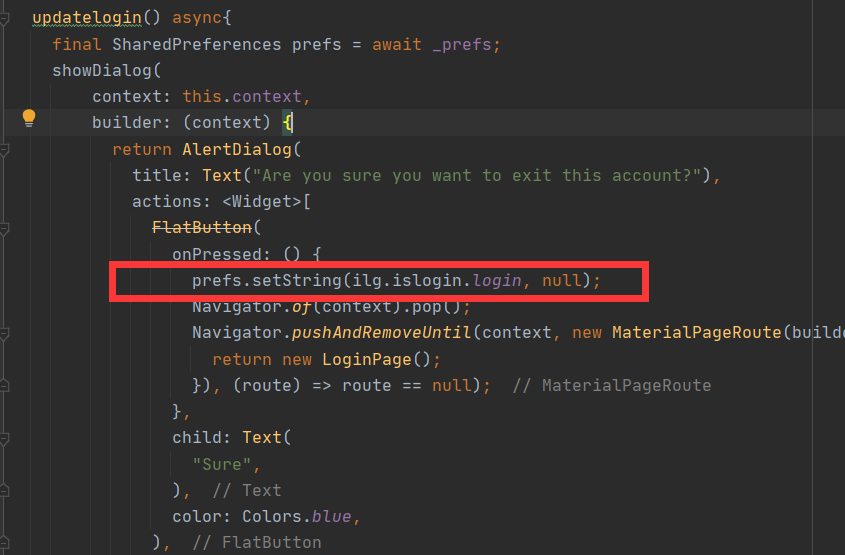 updatelogin() async{
final SharedPreferences prefs = await _prefs;
showDialog(
context: this.context,
builder: (context) {
return AlertDialog(
title: Text("Are you sure you want to exit this account?"),
actions: <Widget>[
FlatButton(
onPressed: () {
prefs.setString(ilg.islogin.login, null);
Navigator.of(context).pop();
Navigator.pushAndRemoveUntil(context, new MaterialPageRoute(builde
return new LoginPage();
}), (route) => route == null); // MaterialPageRoute
},
child: Text(
"Sure",
), // Text
color: Colors.blue,
), // FlatButton